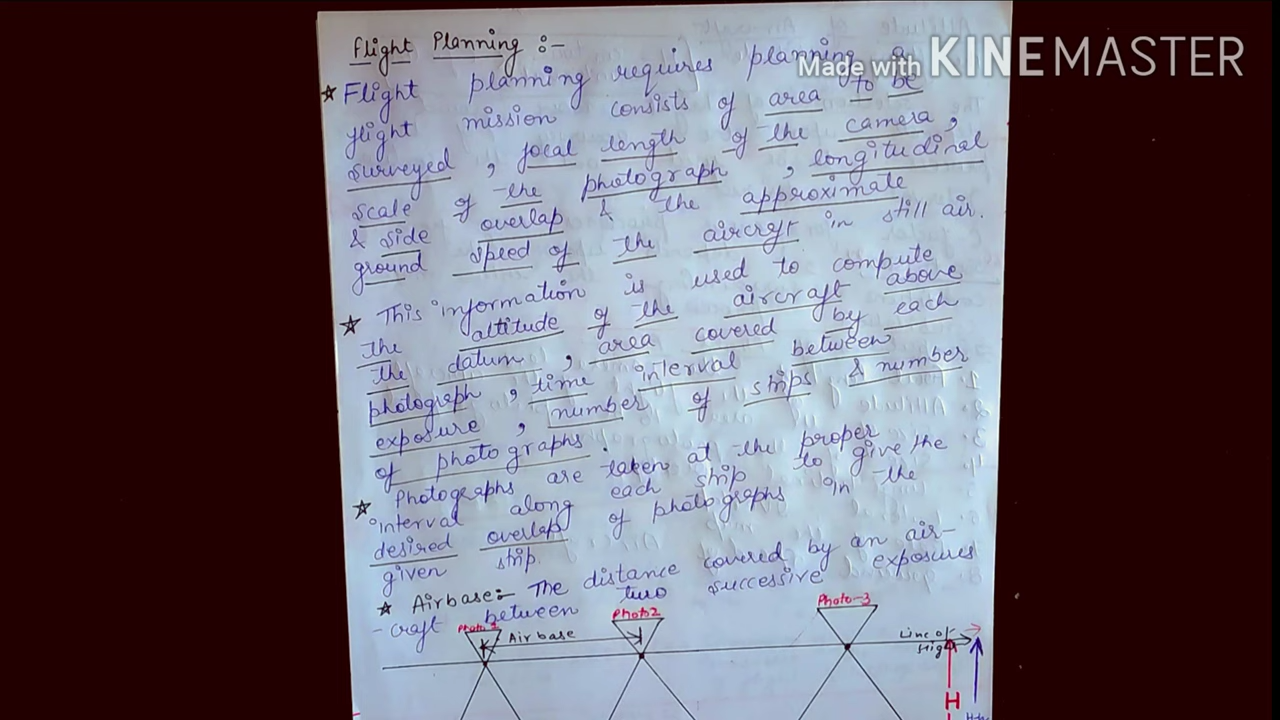 Flight Planning :-
Made with KINEMASTER
★ Flight planning requires planning a
flight mission consists of area to be
surveyed, focal length of the camera,
scale of the photograph, longitudinal
& side overlap & the approximate
ground speed of the aircraft in still air.
★ This information is used to compute
the altitude of the aircraft above
the datum, area covered by each
photograph, time interval between
exposure, number of strips & number
of photographs.
★ Photographs are taken at the proper
interval along each strip to give the
desired overlap of photographs in the
given strip.
★ Airbase:- The distance covered by an air-
-craft between two successive exposures
Photo 2 Photo-3
Air base
Line of
H